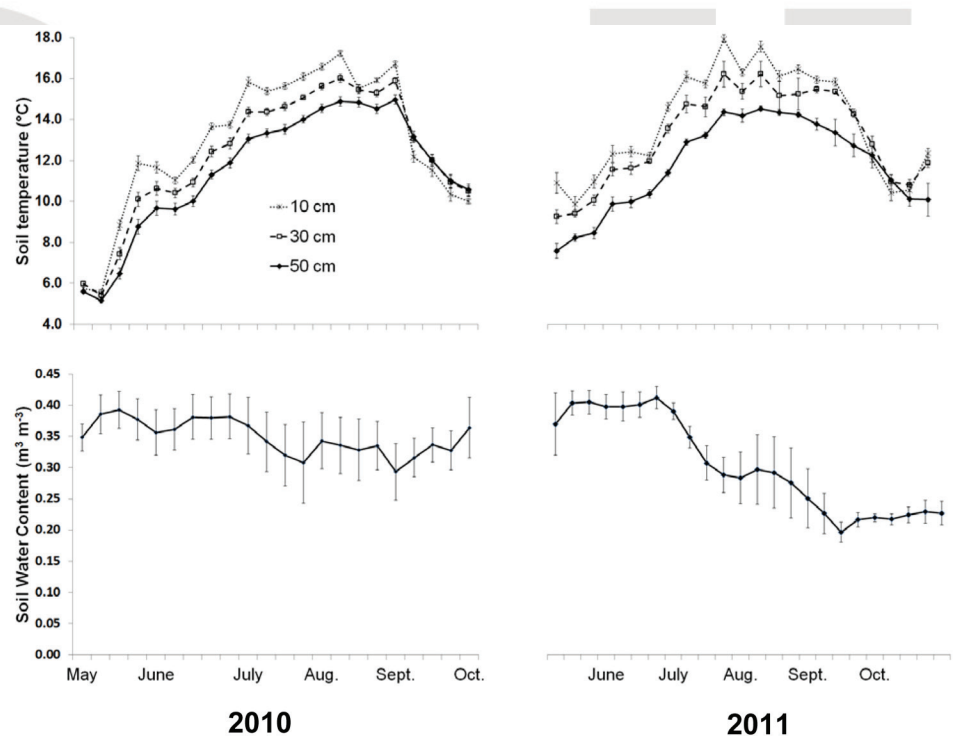 Soil temperature (°C)
18.0
16.0
14.0
12.0
10.0
8.0
6.0
4.0
10 cm
30 cm
50 cm
Soil Water Content (m³ m⁻³)
0.45
0.40
0.35
0.30
0.25
0.20
0.15
0.10
0.05
0.00
May June July Aug. Sept. Oct.
June July Aug. Sept. Oct.
2010
2011